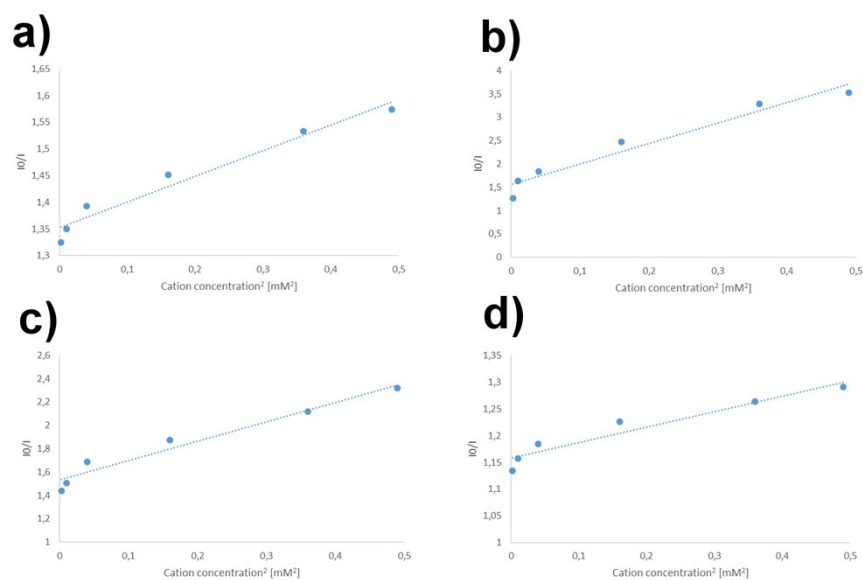 a)
1,65
1,6
1,55
1,5
1,45
1,4
1,35
1,3
I0/I
0 0,1 0,2 0,3 0,4 0,5
Cation concentration² [mM²]
b)
4
3,5
3
2,5
2
1,5
1
0,5
0
I0/I
0 0,1 0,2 0,3 0,4 0,5
Cation concentration² [mM²]
c)
2,6
2,4
2,2
2
1,8
1,6
1,4
1,2
1
I0/I
0 0,1 0,2 0,3 0,4 0,5
Cation concentration² [mM²]
d)
1,35
1,3
1,25
1,2
1,15
1,1
1,05
1
I0/I
0 0,1 0,2 0,3 0,4 0,5
Cation concentration² [mM²]